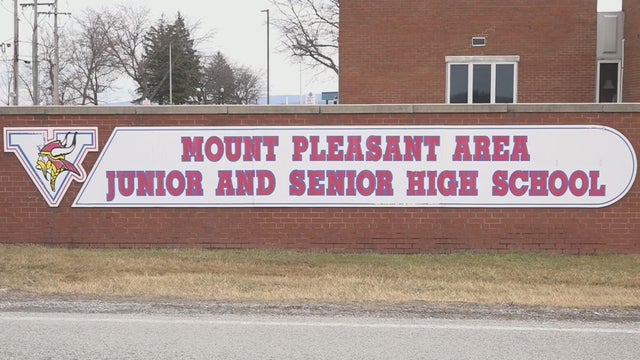 V
MOUNT PLEASANT AREA
JUNIOR AND SENIOR HIGH SCHOOL